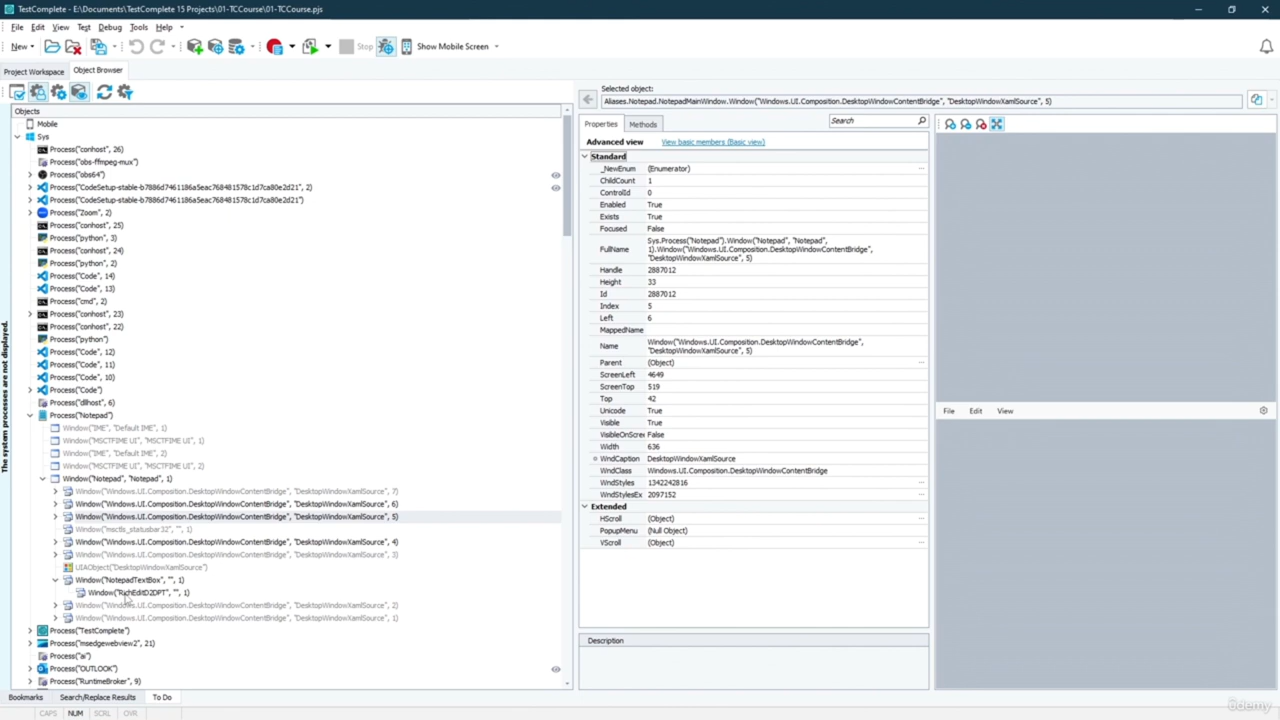 TestComplete - E:\Documents\TestComplete 15 Projects\01-TCCourse\01-TCCourse.pjs
File Edit View Test Debug Tools Help
New
Stop
Show Mobile Screen
Project Workspace Object Browser
Objects
Mobile
Sys
Process("conhost", 26)
Process("obs-ffmpeg-mux")
Process("obs64")
Process("CodeSetup-stable-b7886d7461186a5eac768481578c1d7ca80e2d21", 2)
Process("CodeSetup-stable-b7886d7461186a5eac768481578c1d7ca80e2d21")
Process("Zoom", 2)
Process("conhost", 25)
Process("python", 3)
Process("conhost", 24)
Process("python", 2)
Process("Code", 14)
Process("Code", 13)
Process("cmd", 2)
Process("conhost", 23)
Process("conhost", 22)
Process("python")
Process("Code", 12)
Process("Code", 11)
Process("Code", 10)
Process("Code")
Process("dllhost", 6)
Process("Notepad")
Window("IME", "Default IME", 1)
Window("MSCTFIME UI", "MSCTFIME UI", 1)
Window("IME", "Default IME", 2)
Window("MSCTFIME UI", "MSCTFIME UI", 2)
Window("Notepad", "Notepad", 1)
Window("Windows.UI.Composition.DesktopWindowContentBridge", "DesktopWindowXamlSource", 7)
Window("Windows.UI.Composition.DesktopWindowContentBridge", "DesktopWindowXamlSource", 6)
Window("Windows.UI.Composition.DesktopWindowContentBridge", "DesktopWindowXamlSource", 5)
Window("msctls_statusbar32", "", 1)
Window("Windows.UI.Composition.DesktopWindowContentBridge", "DesktopWindowXamlSource", 4)
Window("Windows.UI.Composition.DesktopWindowContentBridge", "DesktopWindowXamlSource", 3)
UIAObject("DesktopWindowXamlSource")
Window("NotepadTextBox", "", 1)
Window("RichEditD2DPT", "", 1)
Window("Windows.UI.Composition.DesktopWindowContentBridge", "DesktopWindowXamlSource", 2)
Window("Windows.UI.Composition.DesktopWindowContentBridge", "DesktopWindowXamlSource", 1)
Process("TestComplete")
Process("msedgewebview2", 21)
Process("ai")
Process("OUTLOOK")
Process("RuntimeBroker", 9)
The system processes are not displayed.
Selected object:
Aliases.Notepad.NotepadMainWindow.Window("Windows.UI.Composition.DesktopWindowContentBridge", "DesktopWindowXamlSource", 5)
Properties Methods Search
Advanced view View basic members (Basic view)
Standard
_NewEnum (Enumerator)
ChildCount 1
ControlId 0
Enabled True
Exists True
Focused False
FullName Sys.Process("Notepad").Window("Notepad", "Notepad",
1).Window("Windows.UI.Composition.DesktopWindowContentBridge",
"DesktopWindowXamlSource", 5)
Handle 2887012
Height 33
Id 2887012
Index 5
Left 6
MappedName
Name Window("Windows.UI.Composition.DesktopWindowContentBridge",
"DesktopWindowXamlSource", 5)
Parent (Object)
ScreenLeft 4649
ScreenTop 519
Top 42
Unicode True
Visible True
VisibleOnScree False
Width 636
WndCaption DesktopWindowXamlSource
WndClass Windows.UI.Composition.DesktopWindowContentBridge
WndStyles 1342242816
WndStylesEx 2097152
Extended
HScroll (Object)
PopupMenu (Null Object)
VScroll (Object)
Description
File Edit View
Bookmarks Search/Replace Results To Do
CAPS NUM SCRL OVR
ûdemy